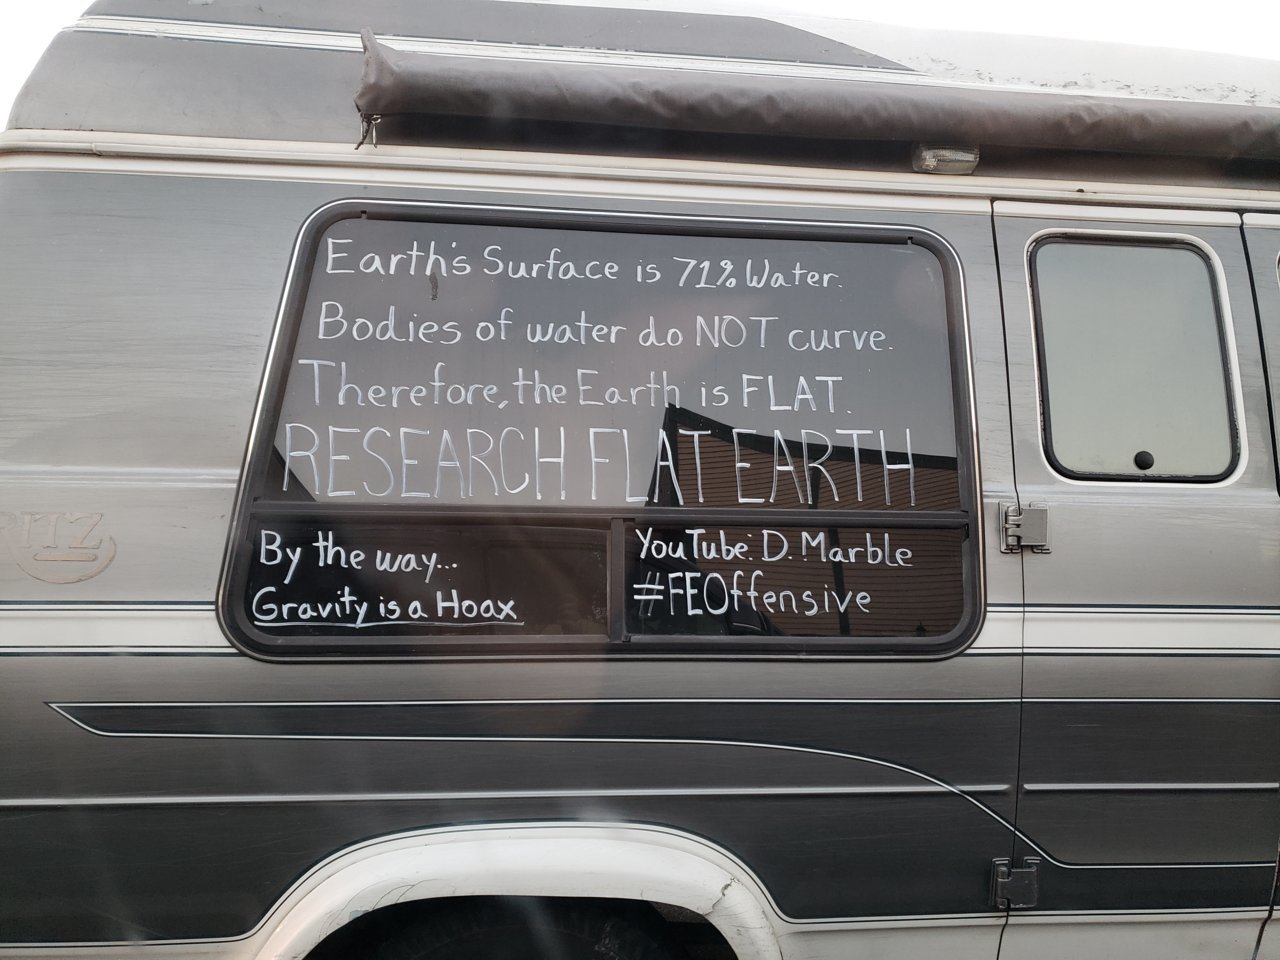 Earth's Surface is 71% Water.
Bodies of water do NOT curve.
Therefore, the Earth is FLAT.
RESEARCH FLAT EARTH
By the way...
Gravity is a Hoax
YouTube: D. Marble
#FEOffensive
RITZ